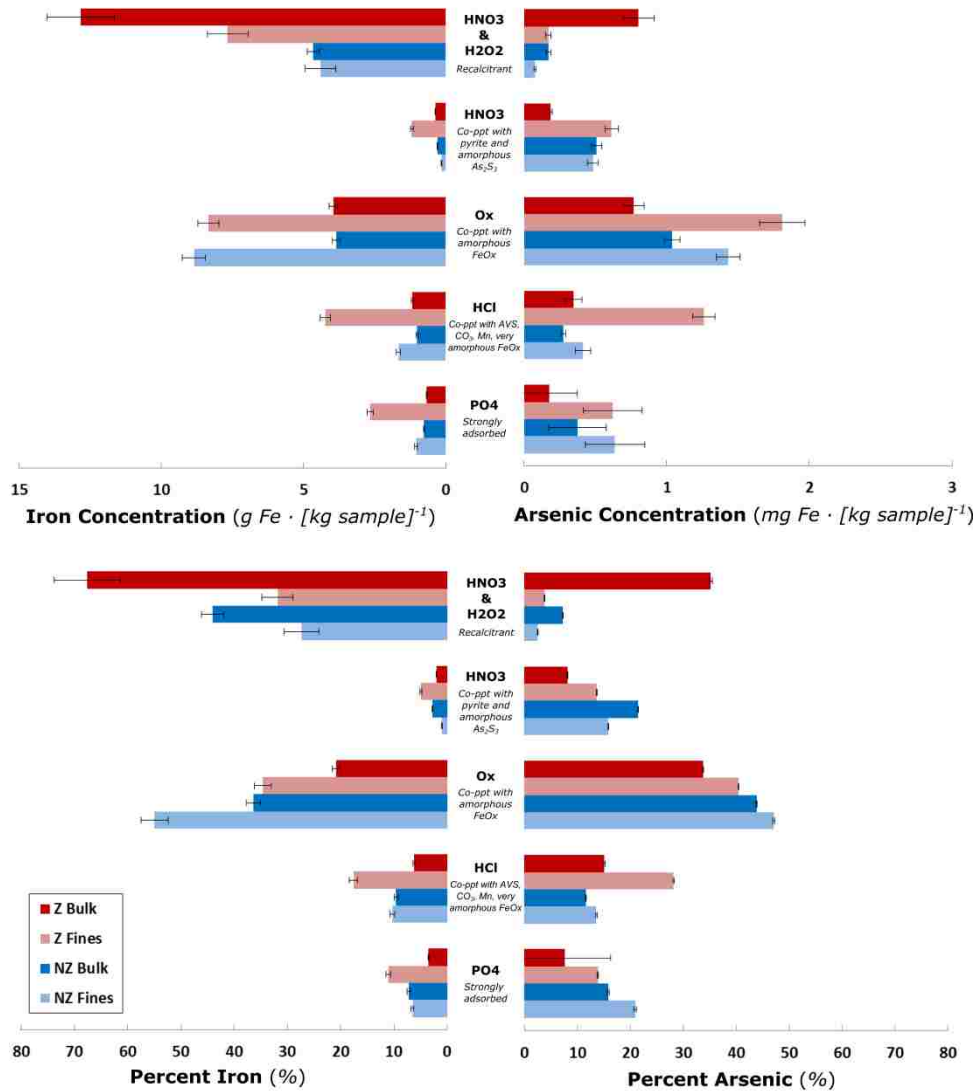 HNO3
&
H2O2
Recalcitrant
HNO3
Co-ppt with
pyrite and
amorphous
As₂S₃
Ox
Co-ppt with
amorphous
FeOx
HCl
Co-ppt with AVS,
CO₃, Mn, very
amorphous FeOx
PO4
Strongly
adsorbed
15 10 5 0 0 1 2 3
Iron Concentration (g Fe · [kg sample]⁻¹) Arsenic Concentration (mg Fe · [kg sample]⁻¹)
HNO3
&
H2O2
Recalcitrant
HNO3
Co-ppt with
pyrite and
amorphous
As₂S₃
Ox
Co-ppt with
amorphous
FeOx
HCl
Co-ppt with AVS,
CO₃, Mn, very
amorphous FeOx
PO4
Strongly
adsorbed
Z Bulk
Z Fines
NZ Bulk
NZ Fines
80 70 60 50 40 30 20 10 0 0 10 20 30 40 50 60 70 80
Percent Iron (%) Percent Arsenic (%)